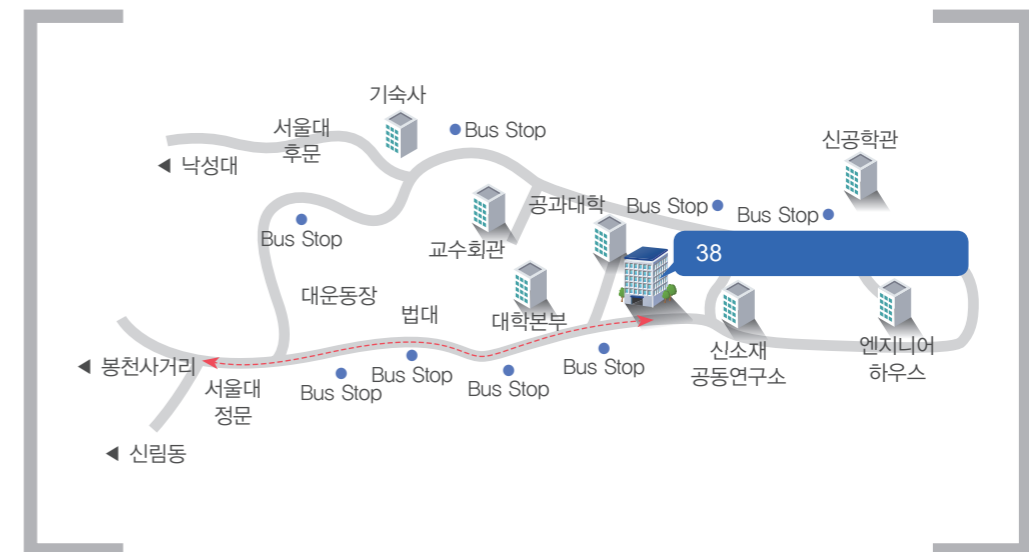 기숙사
Bus Stop
서울대
후문
신공학관
◀ 낙성대
공과대학
Bus Stop
Bus Stop
Bus Stop
교수회관
38
대운동장
법대
대학본부
신소재
공동연구소
엔지니어
하우스
◀ 봉천사거리
서울대
정문
Bus Stop
Bus Stop
Bus Stop
Bus Stop
◀ 신림동